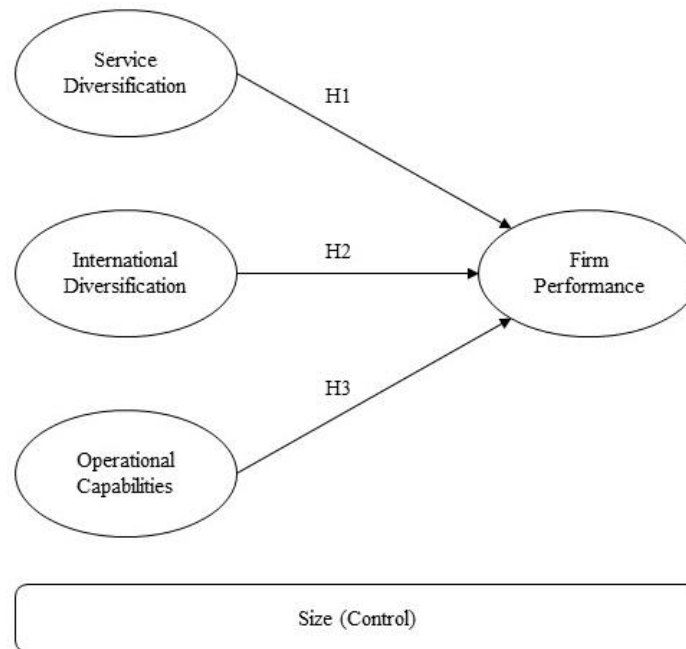 Service
Diversification
H1
International
Diversification
H2
Firm
Performance
H3
Operational
Capabilities
Size (Control)